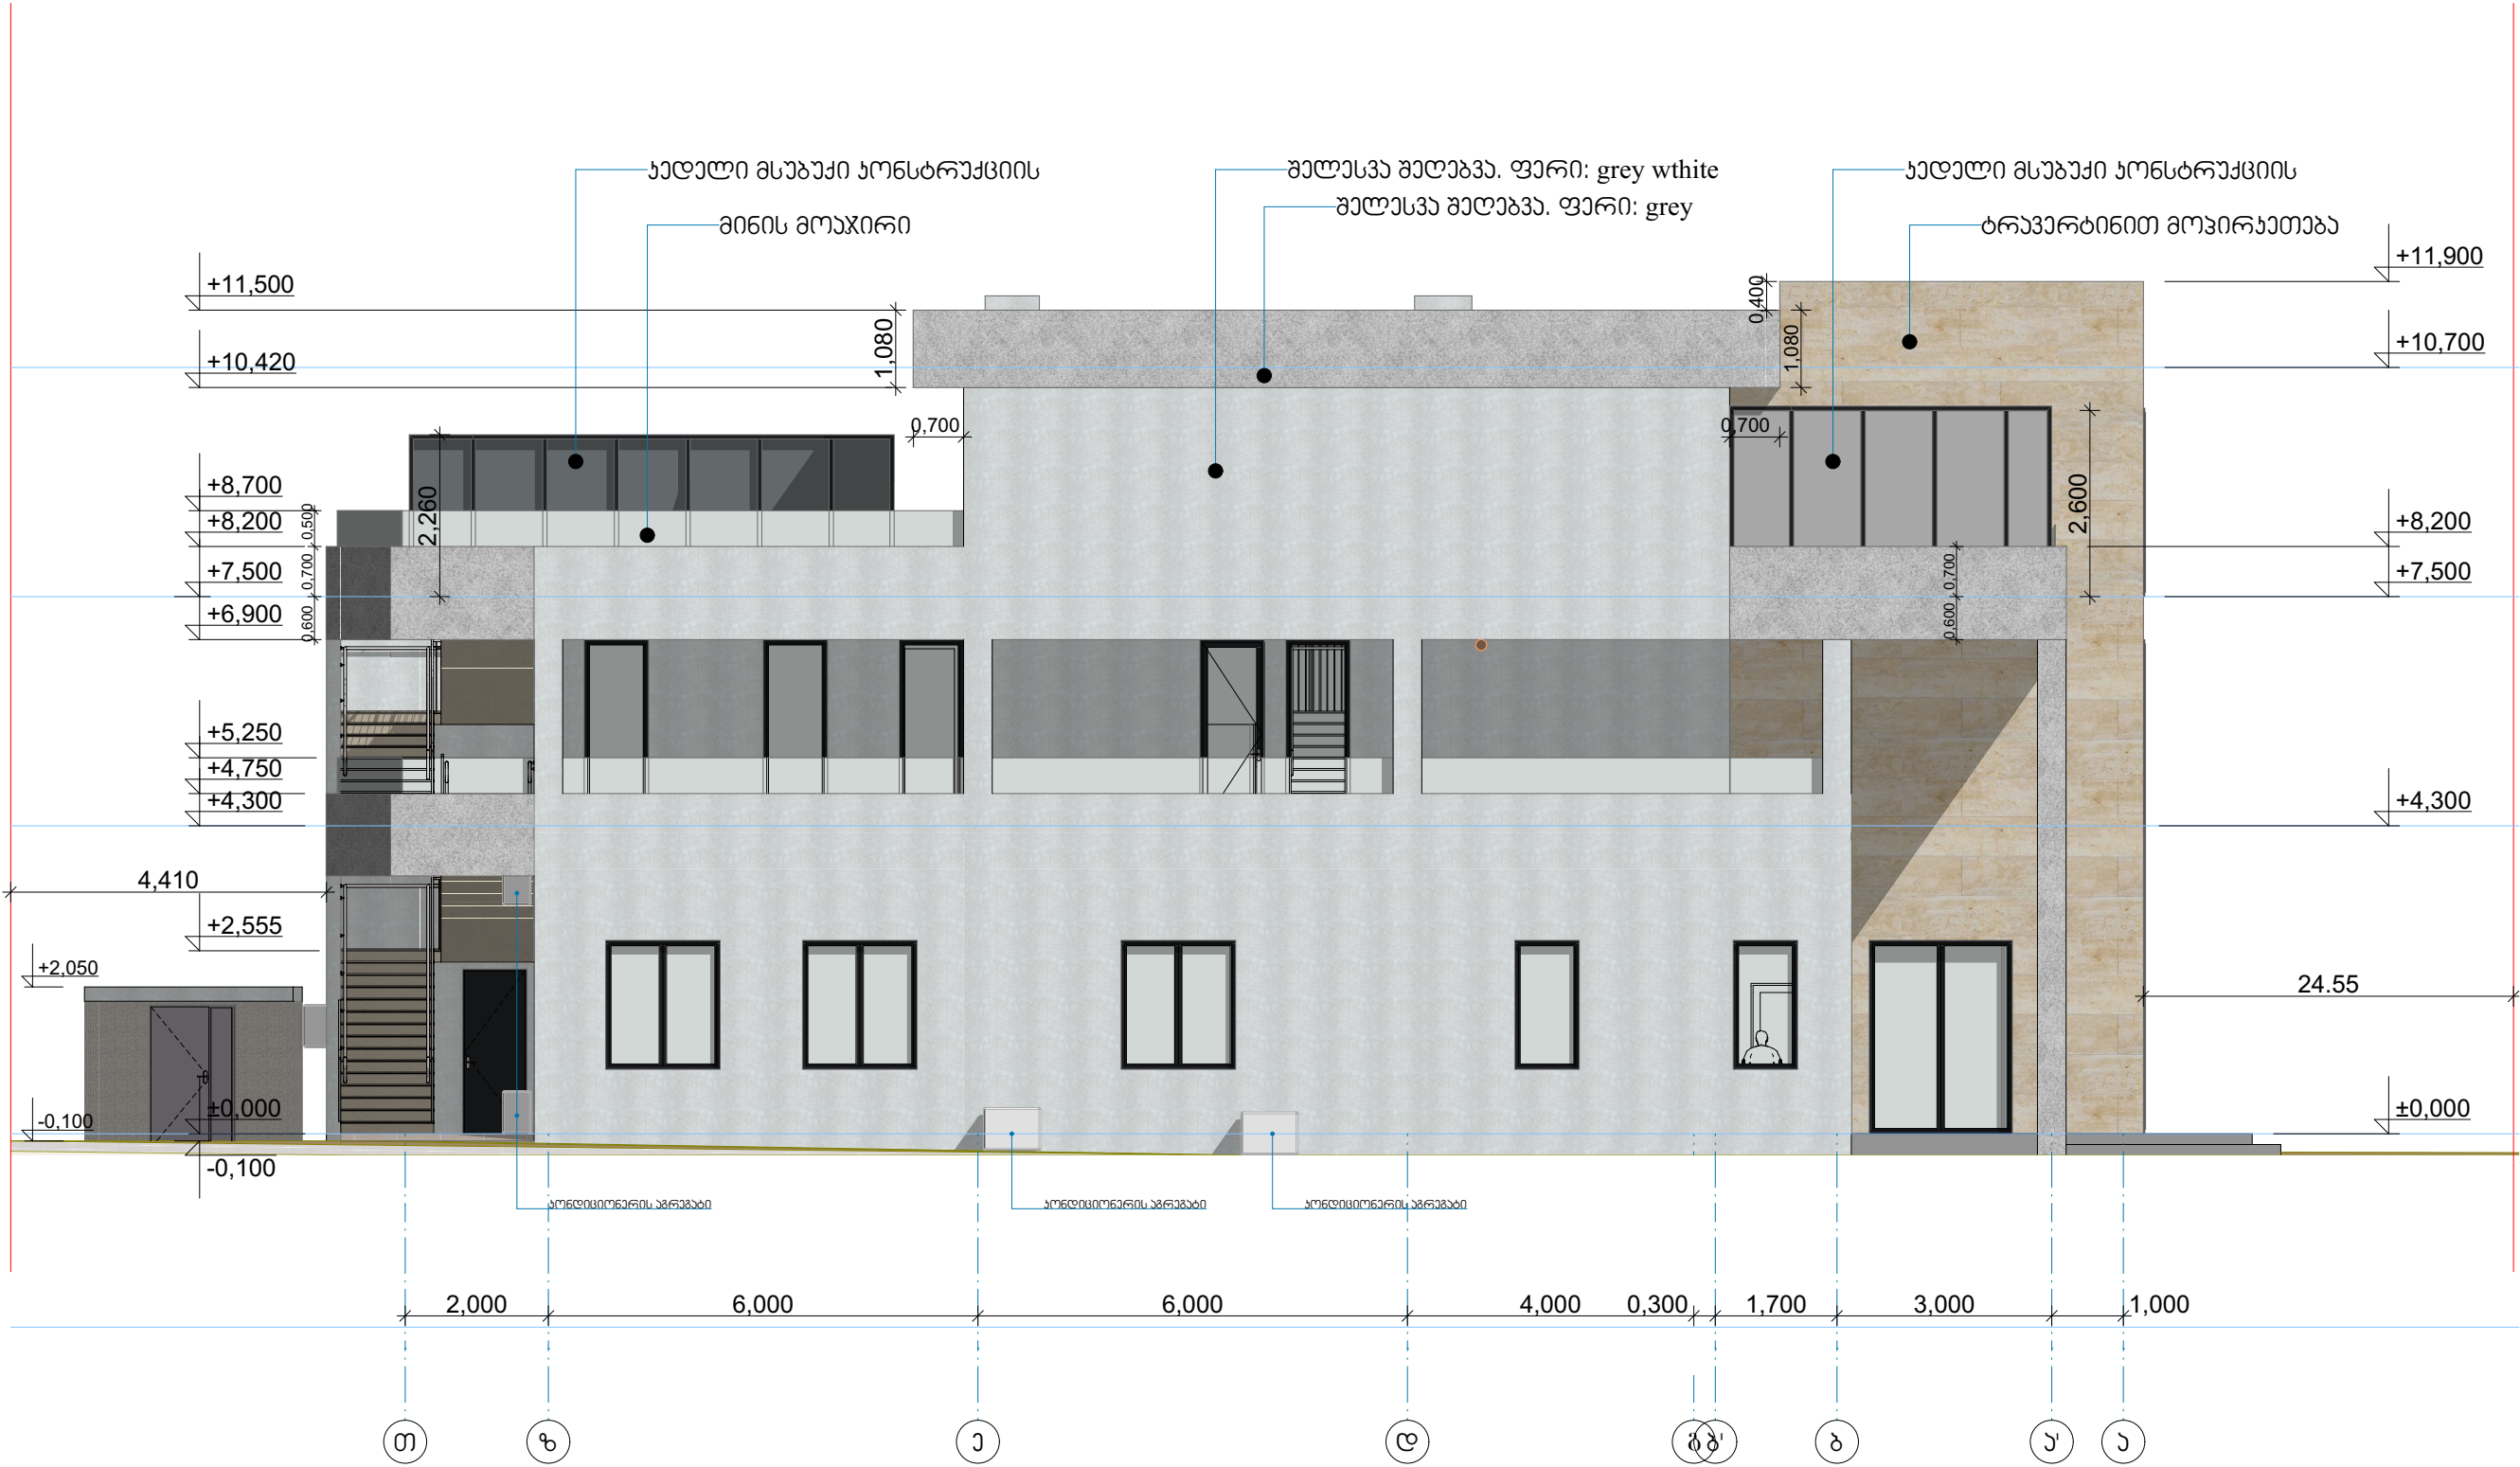 კედელი მსუბუქი კონსტრუქციის
შელესვა შეღებვა. ფერი: grey wthite
კედელი მსუბუქი კონსტრუქციის
შელესვა შეღებვა. ფერი: grey
მინის მოაჯირი
ტრავერტინით მოპირკეთება
+11,500
+11,900
0,400
+10,420
1,080
1,080
+10,700
0,700
0,700
+8,700
+8,200
0,500
2,260
2,600
+8,200
+7,500
0,700
0,700
+7,500
+6,900
0,600
0,600
+5,250
+4,750
+4,300
+4,300
4,410
+2,555
+2,050
24.55
±0,000
±0,000
-0,100
-0,100
კონდიციონერის აგრეგატი
კონდიციონერის აგრეგატი
კონდიციონერის აგრეგატი
2,000
6,000
6,000
4,000
0,300
1,700
3,000
1,000
თ
ზ
ე
დ
გ
ბ'
ბ
ა'
ა